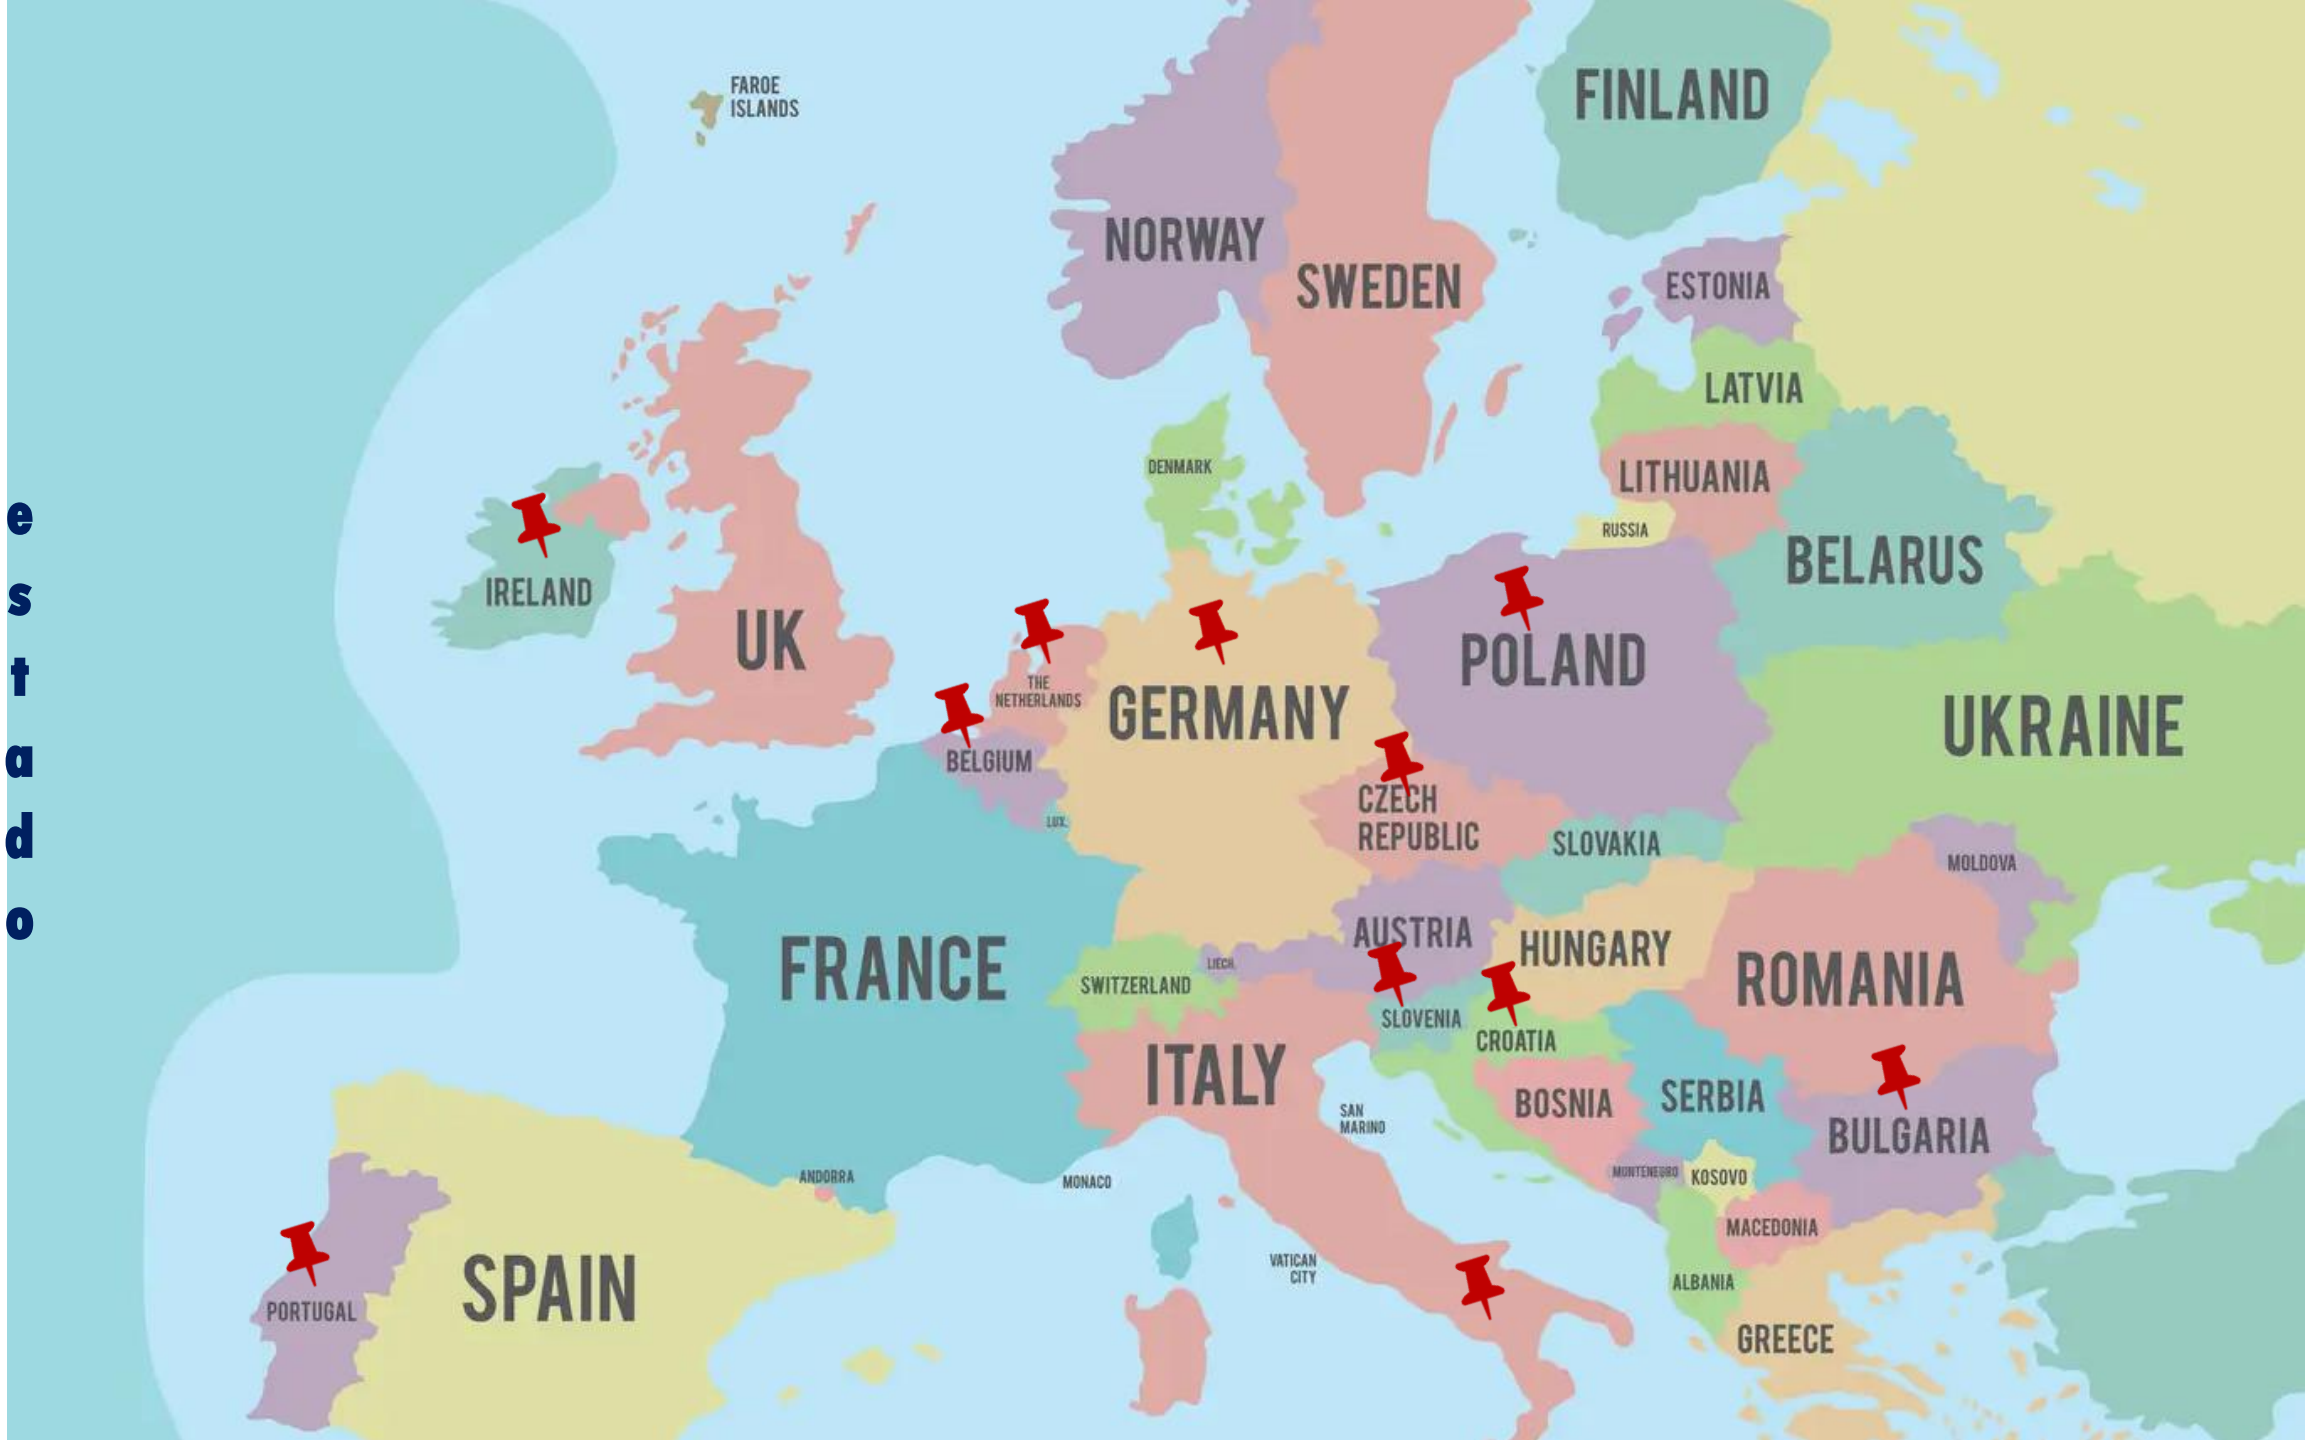 FAROE
ISLANDS
FINLAND
NORWAY
SWEDEN
ESTONIA
LATVIA
DENMARK
LITHUANIA
RUSSIA
BELARUS
IRELAND
UK
POLAND
THE
NETHERLANDS
GERMANY
UKRAINE
BELGIUM
CZECH
REPUBLIC
LUX.
SLOVAKIA
MOLDOVA
AUSTRIA
HUNGARY
FRANCE
LIECH.
SWITZERLAND
ROMANIA
SLOVENIA
CROATIA
ITALY
SAN
MARINO
BOSNIA
SERBIA
BULGARIA
ANDORRA
MONACO
MONTENEGRO
KOSOVO
MACEDONIA
VATICAN
CITY
ALBANIA
SPAIN
PORTUGAL
GREECE
e
s
t
a
d
o